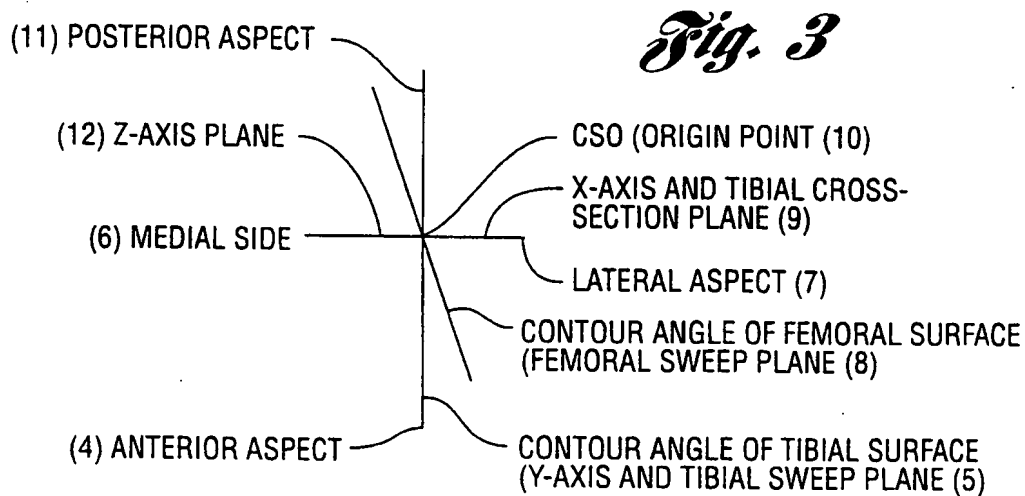 Fig. 3
(11) POSTERIOR ASPECT
(12) Z-AXIS PLANE
CSO (ORIGIN POINT (10)
X-AXIS AND TIBIAL CROSS-
SECTION PLANE (9)
(6) MEDIAL SIDE
LATERAL ASPECT (7)
CONTOUR ANGLE OF FEMORAL SURFACE
(FEMORAL SWEEP PLANE (8)
(4) ANTERIOR ASPECT
CONTOUR ANGLE OF TIBIAL SURFACE
(Y-AXIS AND TIBIAL SWEEP PLANE (5)